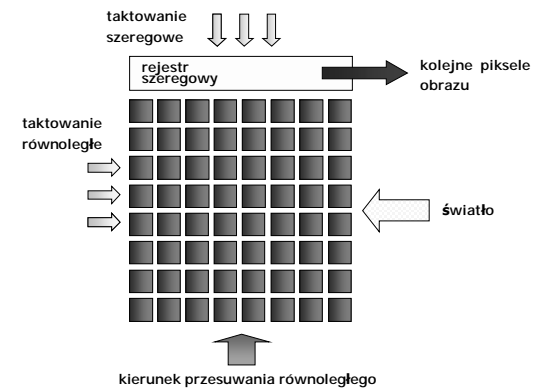 taktowanie
szeregowe
rejestr
szeregowy
kolejne piksele
obrazu
taktowanie
równoległe
światło
kierunek przesuwania równoległego